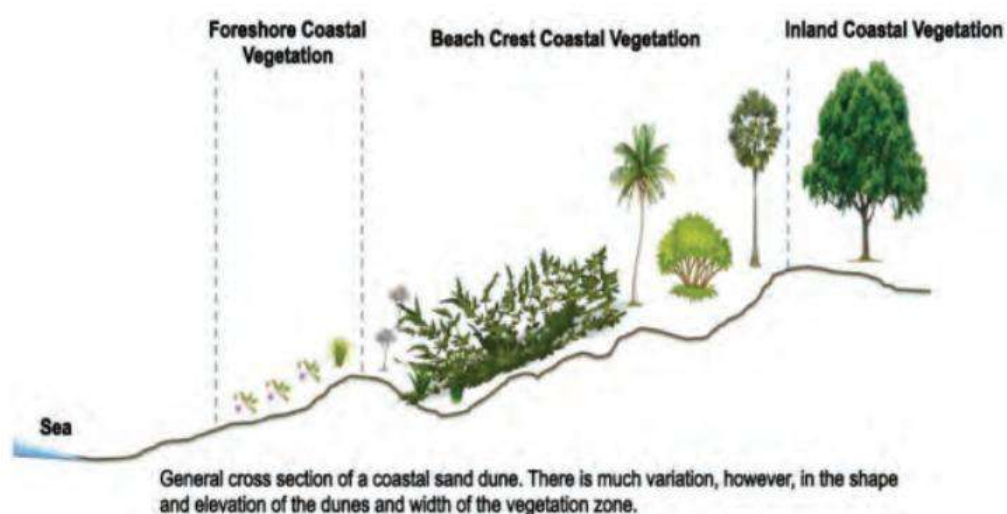 Foreshore Coastal
Vegetation
Beach Crest Coastal Vegetation
Inland Coastal Vegetation
Sea
General cross section of a coastal sand dune. There is much variation, however, in the shape
and elevation of the dunes and width of the vegetation zone.